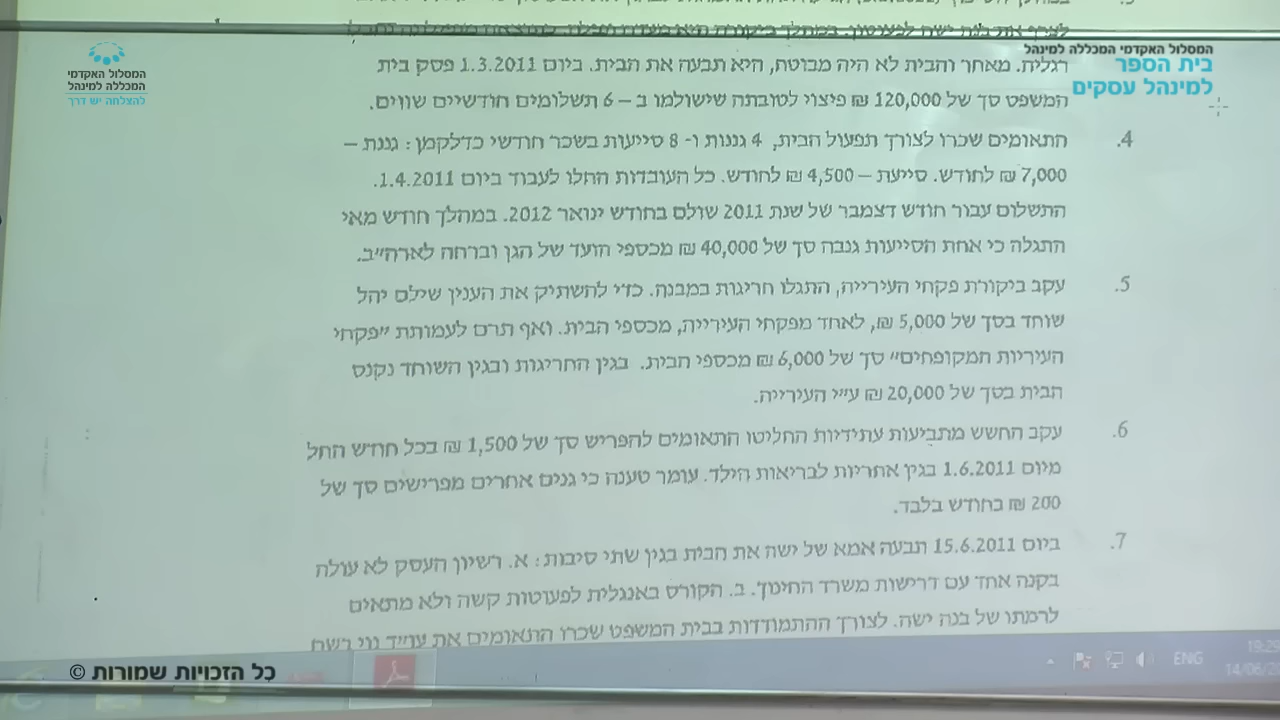 המסלול האקדמי המכללה למינהל
בית הספר
למינהל עסקים
המסלול האקדמי
המכללה למינהל
להצלחה יש דרך
רגלית. מאחר והבית לא היה מבוטח, היא תבעה את הבית. ביום 1.3.2011 פסק בית
המשפט סך של 120,000 ₪ פיצוי לטובתה שישולמו ב – 6 תשלומים חודשיים שווים.
4. התאומים שכרו לצורך תפעול הבית, 4 גננות ו- 8 סייעות בשכר חודשי כדלקמן: גננת –
7,000 ₪ לחודש. סייעת – 4,500 ₪ לחודש. כל העובדות החלו לעבוד ביום 1.4.2011.
התשלום עבור חודש דצמבר של שנת 2011 שולם בחודש ינואר 2012. במהלך חודש מאי
התגלה כי אחת הסייעות גנבה סך של 40,000 ₪ מכספי הועד של הגן וברחה לארה״ב.
5. עקב ביקורת פקחי העירייה, התגלו חריגות במבנה. כדי להשתיק את הענין שילם יהל
שוחד בסך של 5,000 ₪, לאחד מפקחי העירייה, מכספי הבית. ואף תרם לעמותת ״פקחי
העיריות המקופחים״ סך של 6,000 ₪ מכספי הבית. בגין החריגות ובגין השוחד נקנס
הבית בסך של 20,000 ₪ ע״י העירייה.
6. עקב החשש מתביעות עתידיות החליטו התאומים להפריש סך של 1,500 ₪ בכל חודש החל
מיום 1.6.2011 בגין אחריות לבריאות הילד. עומר טענה כי גנים אחרים מפרישים סך של
200 ₪ בחודש בלבד.
7. ביום 15.6.2011 תבעה אמא של ישה את הבית בגין שתי סיבות: א. רשיון העסק לא עולה
בקנה אחד עם דרישות משרד החינוך. ב. הקורס באנגלית לפעוטות קשה ולא מתאים
לרמתו של בנה ישה. לצורך ההתמודדות בבית המשפט שכרו התאומים את עו״ד
ENG
19:29
כל הזכויות שמורות ©